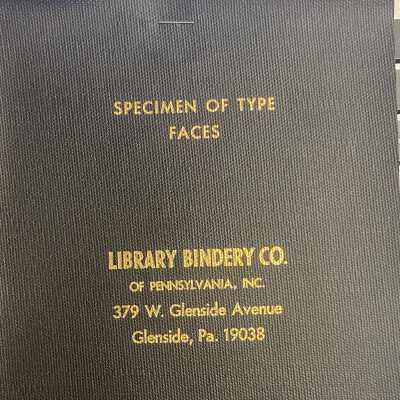 SPECIMEN OF TYPE
FACES
LIBRARY BINDERY CO.
OF PENNSYLVANIA, INC.
379 W. Glenside Avenue
Glenside, Pa. 19038